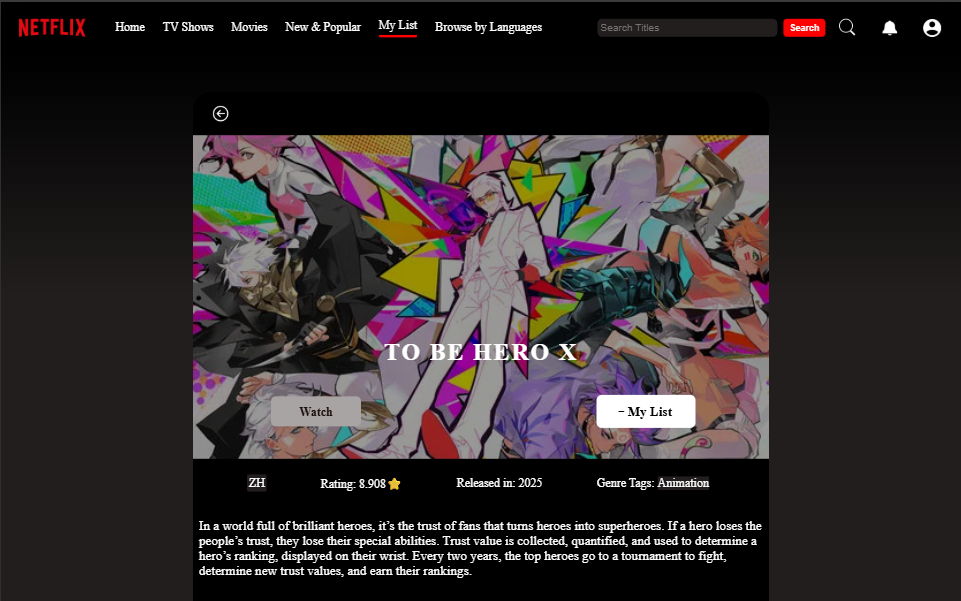 NETFLIX Home TV Shows Movies New & Popular My List Browse by Languages Search Titles Search
TO BE HERO X
Watch − My List
ZH Rating: 8.908 Released in: 2025 Genre Tags: Animation
In a world full of brilliant heroes, it’s the trust of fans that turns heroes into superheroes. If a hero loses the
people’s trust, they lose their special abilities. Trust value is collected, quantified, and used to determine a
hero’s ranking, displayed on their wrist. Every two years, the top heroes go to a tournament to fight,
determine new trust values, and earn their rankings.